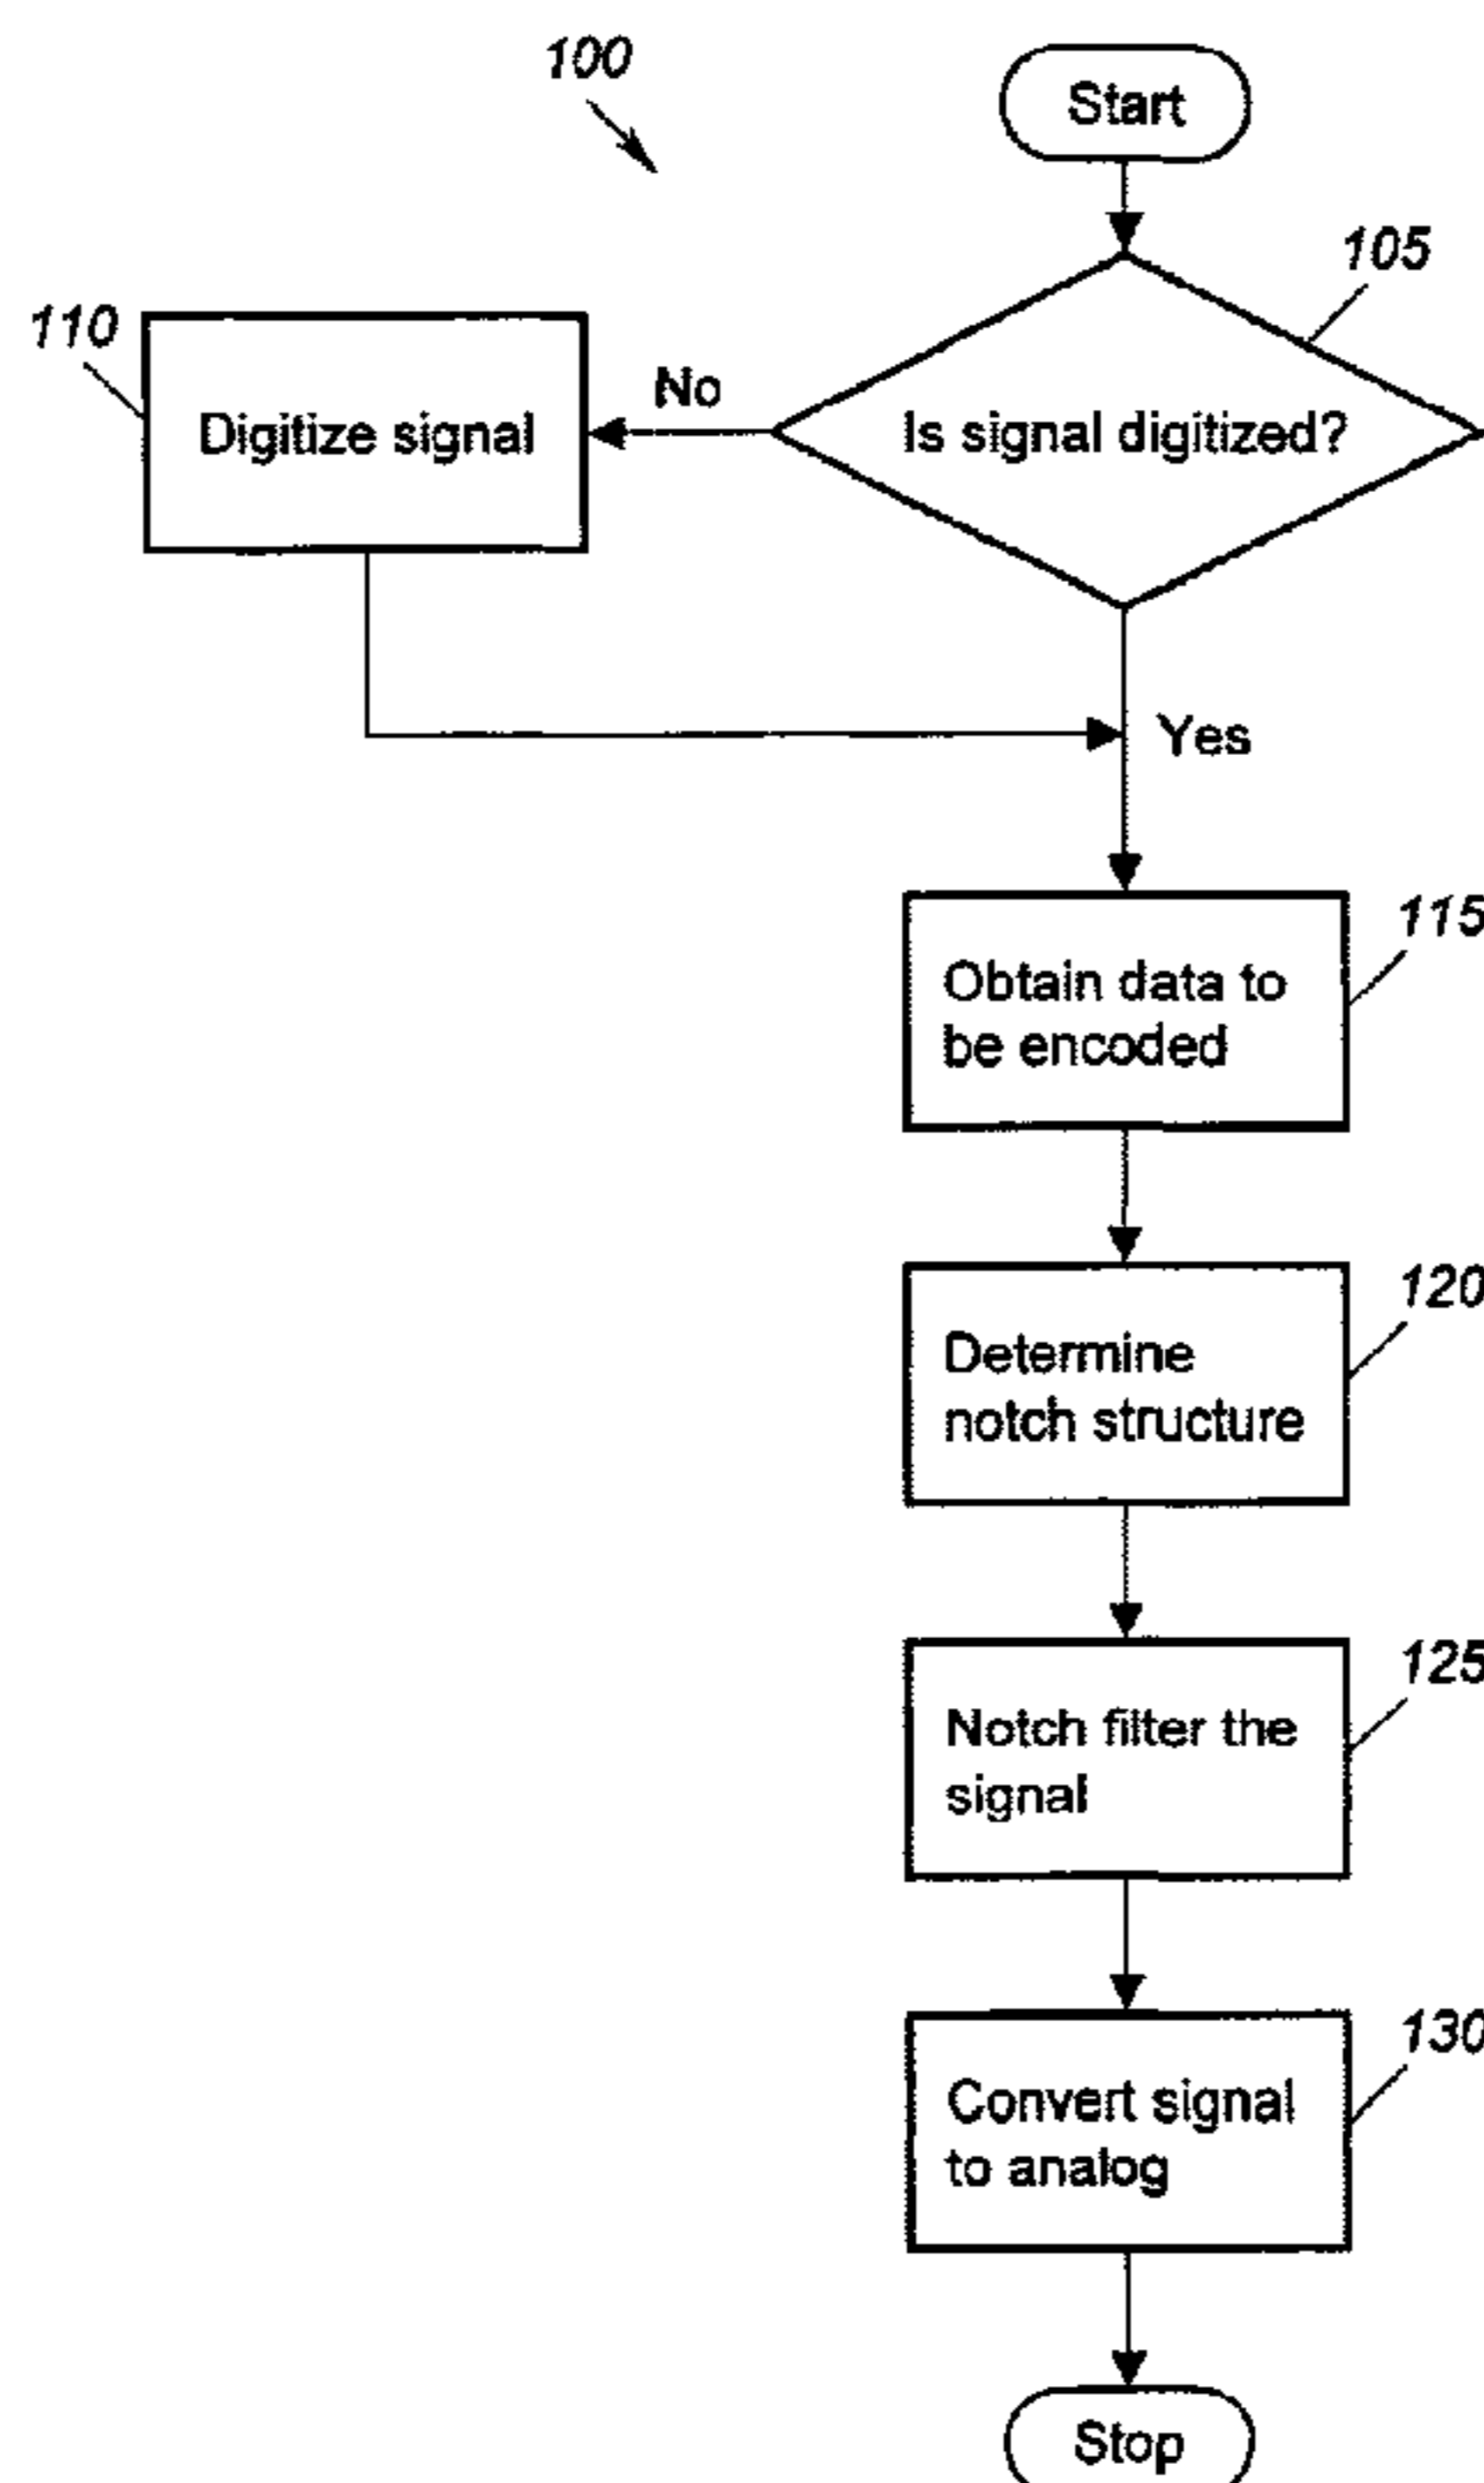 100
Start
105
110
Digitize signal
No
Is signal digitized?
Yes
115
Obtain data to
be encoded
120
Determine
notch structure
125
Notch filter the
signal
130
Convert signal
to analog
Stop